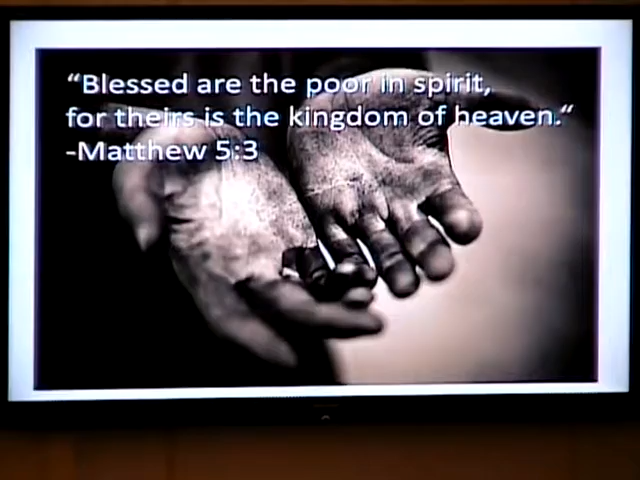 “Blessed are the poor in spirit,
for theirs is the kingdom of heaven.“
-Matthew 5:3